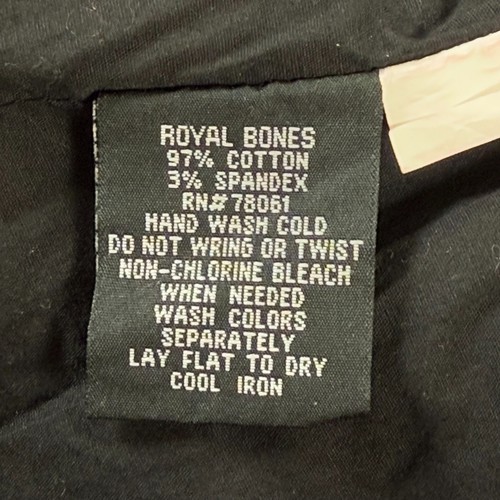 ROYAL BONES
97% COTTON
3% SPANDEX
RN# 78061
HAND WASH COLD
DO NOT WRING OR TWIST
NON-CHLORINE BLEACH
WHEN NEEDED
WASH COLORS
SEPARATELY
LAY FLAT TO DRY
COOL IRON